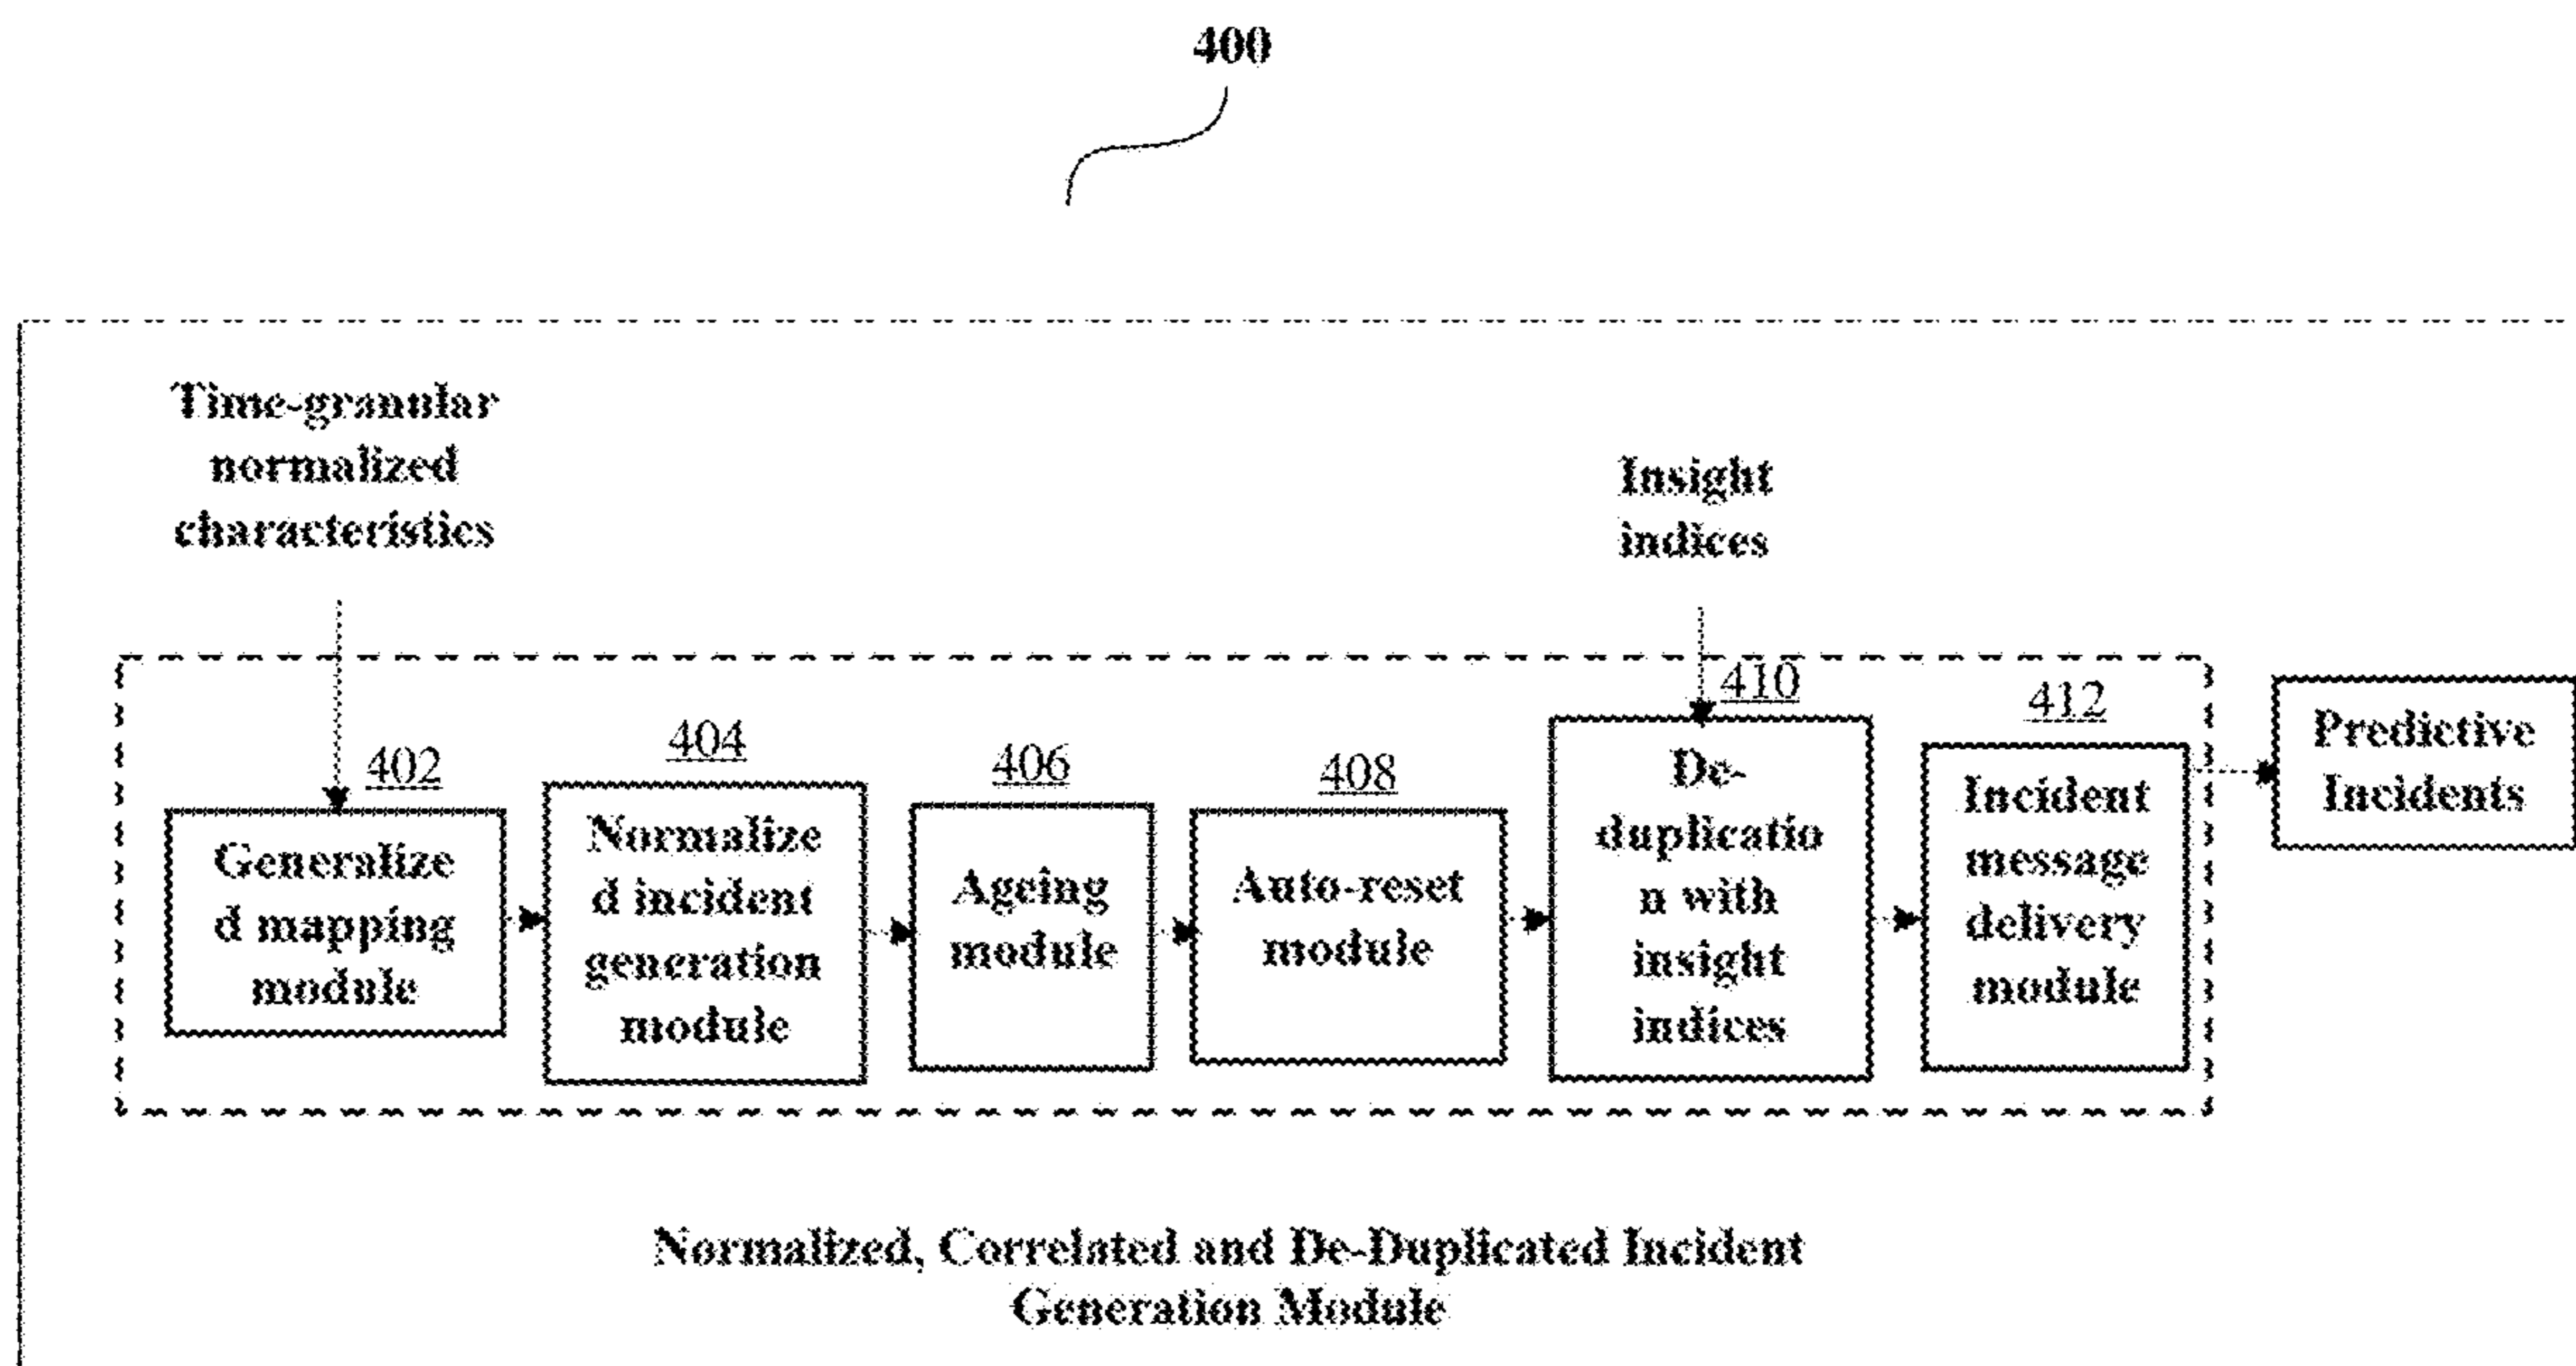 400
Time-granular
normalized
characteristics
Insight
indices
402
Generalize
d mapping
module
404
Normalize
d incident
generation
module
406
Ageing
module
408
Auto-reset
module
410
De-
duplicatio
n with
insight
indices
412
Incident
message
delivery
module
Predictive
Incidents
Normalized, Correlated and De-Duplicated Incident
Generation Module